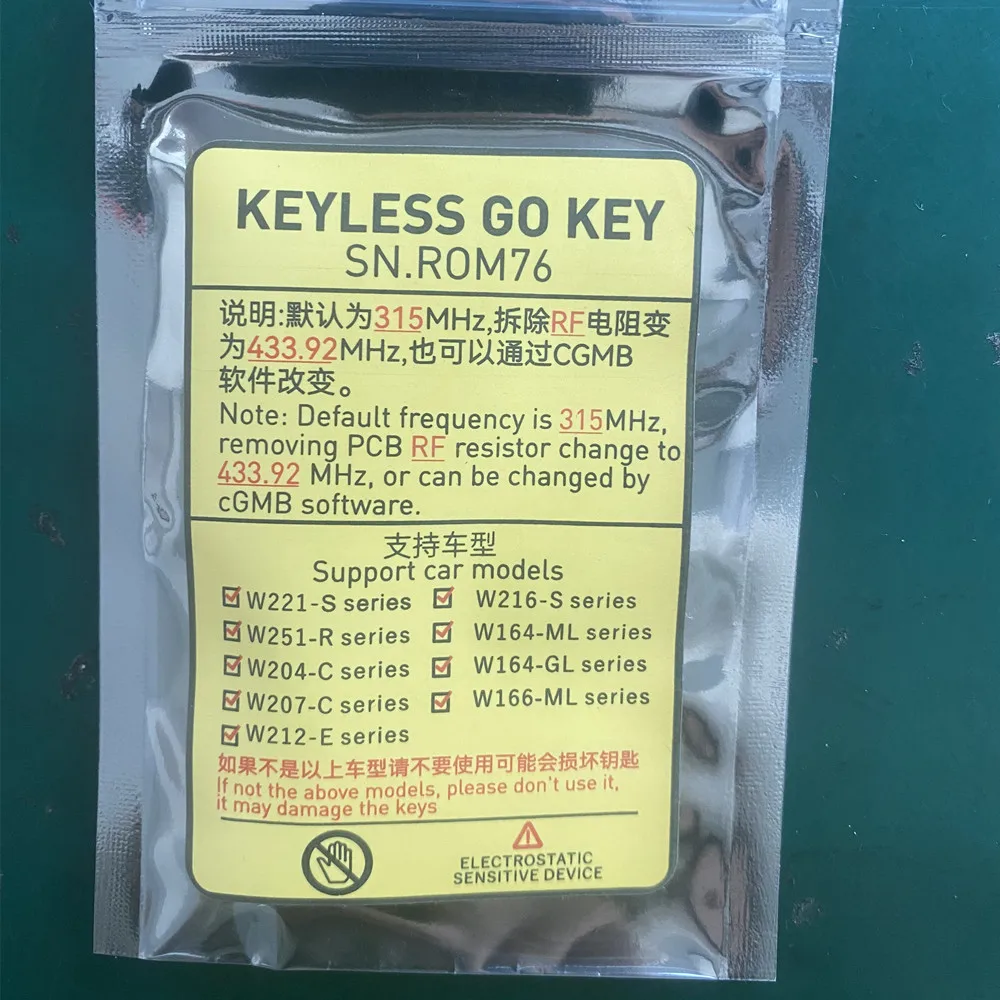 KEYLESS GO KEY
SN.ROM76
说明:默认为315MHz,拆除RF电阻变
为433.92MHz,也可以通过CGMB
软件改变。
Note: Default frequency is 315MHz,
removing PCB RF resistor change to
433.92 MHz, or can be changed by
cGMB software.
支持车型
Support car models
W221-S series
W216-S series
W251-R series
W164-ML series
W204-C series
W164-GL series
W207-C series
W166-ML series
W212-E series
如果不是以上车型请不要使用可能会损坏钥匙
If not the above models, please don't use it,
it may damage the keys
ELECTROSTATIC
SENSITIVE DEVICE